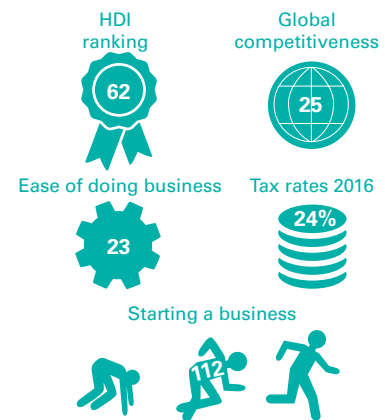 HDI
ranking
62
Global
competitiveness
25
Ease of doing business
23
Tax rates 2016
24%
Starting a business
112